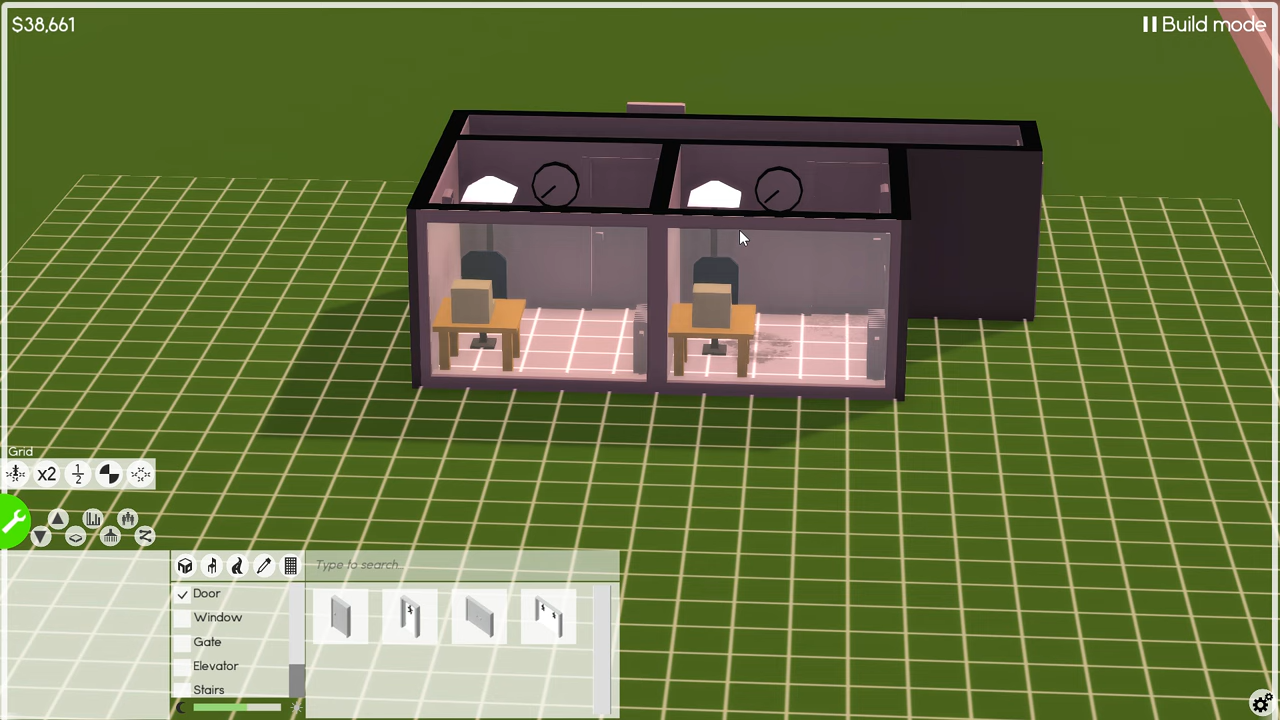 $38,661
Build mode
Grid
x2
1/2
Type to search...
Door
Window
Gate
Elevator
Stairs